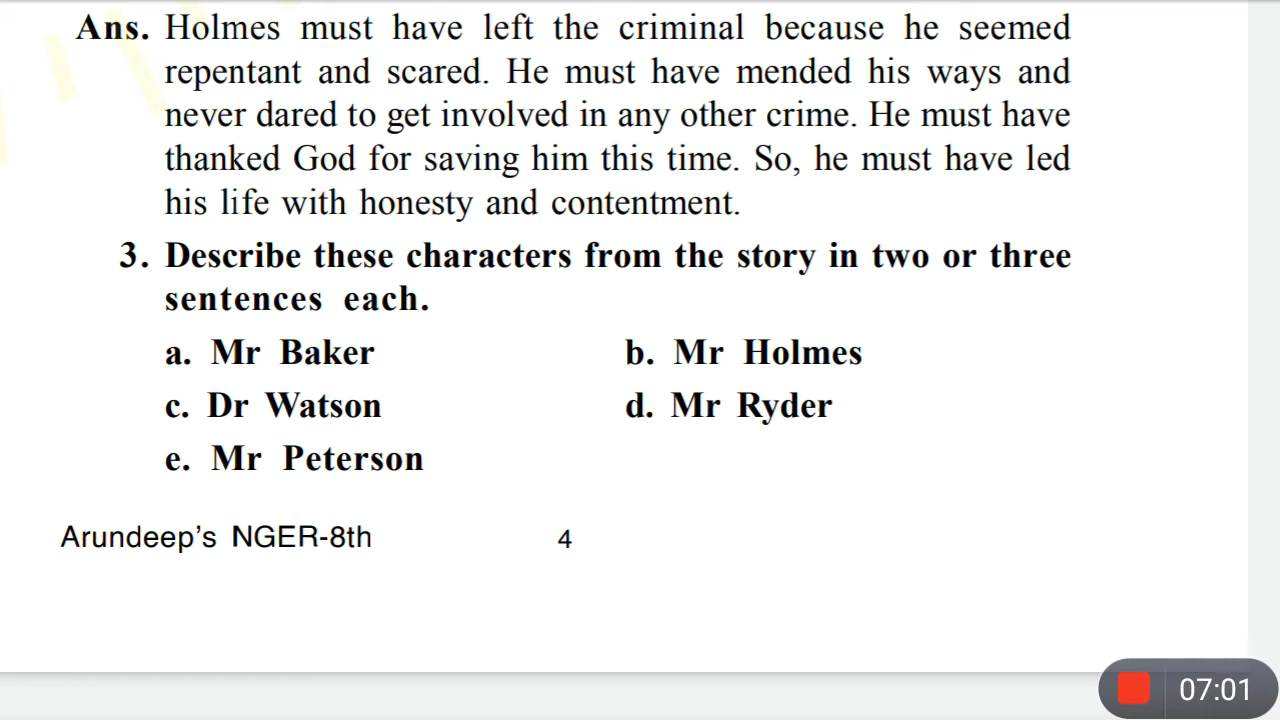 Ans. Holmes must have left the criminal because he seemed
repentant and scared. He must have mended his ways and
never dared to get involved in any other crime. He must have
thanked God for saving him this time. So, he must have led
his life with honesty and contentment.
3. Describe these characters from the story in two or three
sentences each.
a. Mr Baker b. Mr Holmes
c. Dr Watson d. Mr Ryder
e. Mr Peterson
Arundeep's NGER-8th 4
07:01